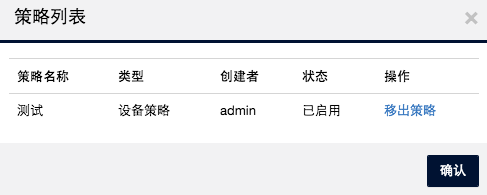 策略列表
×
策略名称 类型 创建者 状态 操作
测试 设备策略 admin 已启用 移出策略
确认